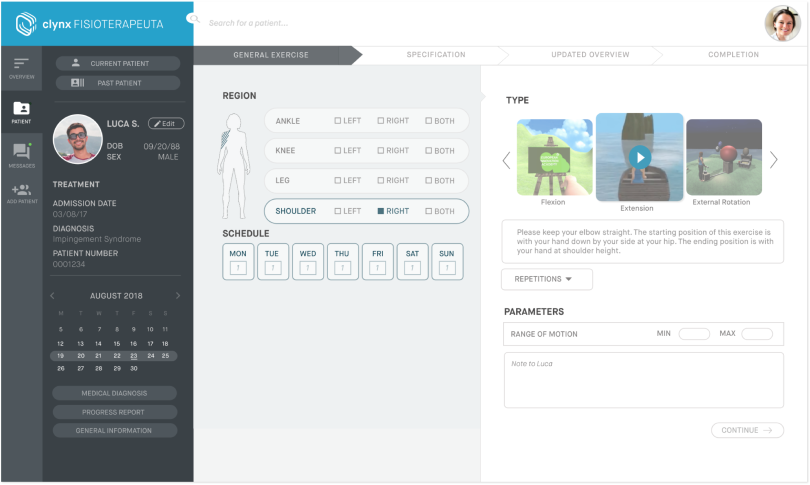 clynx FISIOTERAPEUTA
Search for a patient...
OVERVIEW
PATIENT
MESSAGES
ADD PATIENT
CURRENT PATIENT
PAST PATIENT
LUCA S.
Edit
DOB 09/20/88
SEX MALE
TREATMENT
ADMISSION DATE
03/08/17
DIAGNOSIS
Impingement Syndrome
PATIENT NUMBER
0001234
AUGUST 2018
M T W T F S S
5 6 7 8 9 10 11
12 13 14 15 16 17 18
19 20 21 22 23 24 25
26 27 28 29 30
MEDICAL DIAGNOSIS
PROGRESS REPORT
GENERAL INFORMATION
GENERAL EXERCISE
SPECIFICATION
UPDATED OVERVIEW
COMPLETION
REGION
ANKLE LEFT RIGHT BOTH
KNEE LEFT RIGHT BOTH
LEG LEFT RIGHT BOTH
SHOULDER LEFT RIGHT BOTH
SCHEDULE
MON TUE WED THU FRI SAT SUN
1 1 1 1 1 1 1
TYPE
Flexion
Extension
External Rotation
Please keep your elbow straight. The starting position of this exercise is
with your hand down by your side at your hip. The ending position is with
your hand at shoulder height.
REPETITIONS
PARAMETERS
RANGE OF MOTION MIN MAX
Note to Luca
CONTINUE →